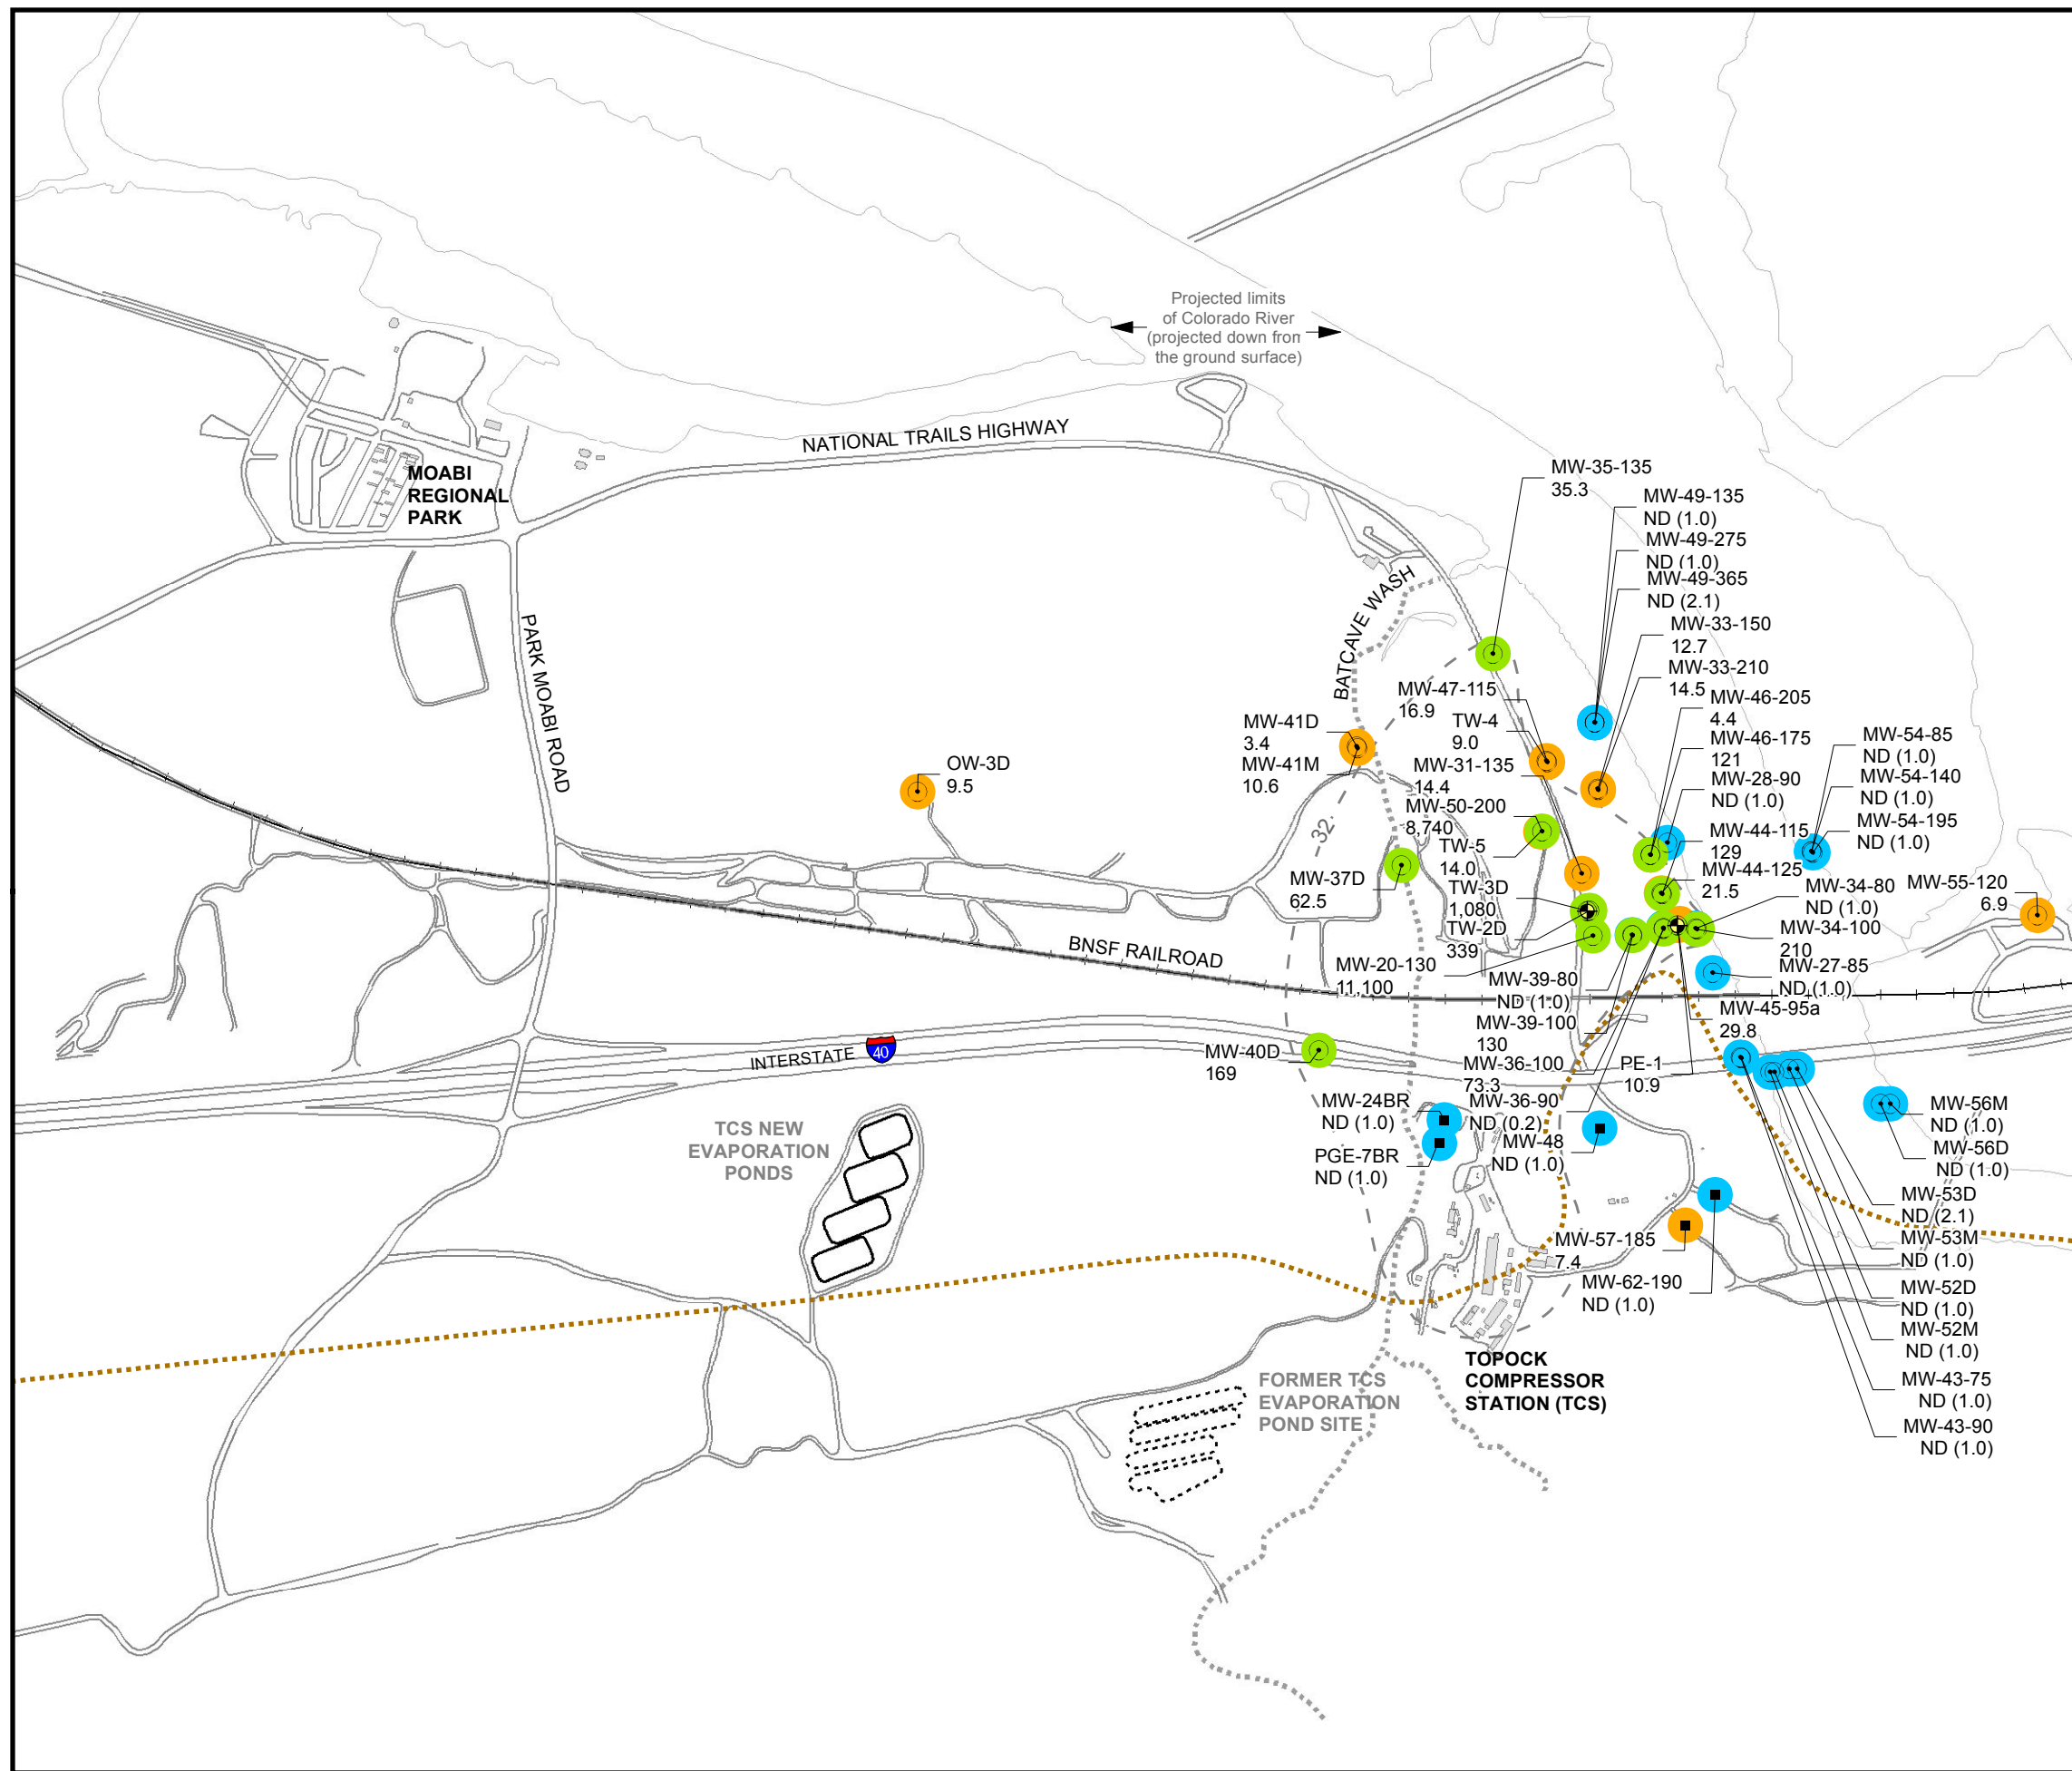 Projected limits
of Colorado River
(projected down from
the ground surface)
NATIONAL TRAILS HIGHWAY
MOABI
REGIONAL
PARK
PARK MOABI ROAD
BATCAVE WASH
MW-35-135
35.3
MW-49-135
ND (1.0)
MW-49-275
ND (1.0)
MW-49-365
ND (2.1)
MW-33-150
12.7
MW-33-210
14.5
MW-46-205
4.4
MW-46-175
121
MW-28-90
ND (1.0)
MW-44-115
129
MW-44-125
21.5
MW-34-80
ND (1.0)
MW-34-100
210
MW-27-85
ND (1.0)
MW-45-95a
29.8
MW-54-85
ND (1.0)
MW-54-140
ND (1.0)
MW-54-195
ND (1.0)
MW-55-120
6.9
MW-47-115
16.9
TW-4
9.0
MW-31-135
14.4
MW-50-200
8,740
TW-5
14.0
TW-3D
1,080
TW-2D
339
MW-41D
3.4
MW-41M
10.6
OW-3D
9.5
32
MW-37D
62.5
MW-20-130
11,100
BNSF RAILROAD
MW-39-80
ND (1.0)
MW-39-100
130
MW-36-100
73.3
MW-36-90
ND (0.2)
PE-1
10.9
INTERSTATE 40
MW-40D
169
MW-24BR
ND (1.0)
PGE-7BR
ND (1.0)
MW-48
ND (1.0)
MW-57-185
7.4
MW-62-190
ND (1.0)
MW-56M
ND (1.0)
MW-56D
ND (1.0)
MW-53D
ND (2.1)
MW-53M
ND (1.0)
MW-52D
ND (1.0)
MW-52M
ND (1.0)
MW-43-75
ND (1.0)
MW-43-90
ND (1.0)
TCS NEW
EVAPORATION
PONDS
FORMER TCS
EVAPORATION
POND SITE
TOPOCK
COMPRESSOR
STATION (TCS)